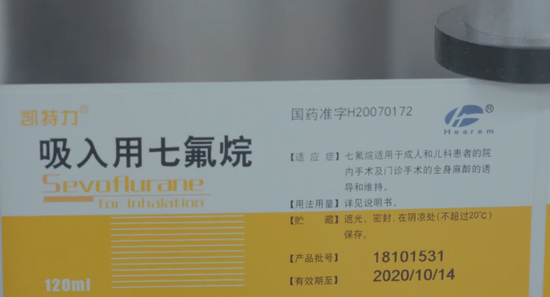 凯特力®
吸入用七氟烷
Sevoflurane
for Inhalation
120ml
国药准字H20070172
®
Hearem
【适 应 症】七氟烷适用于成人和儿科患者的院
内手术及门诊手术的全身麻醉的诱
导和维持。
【用法用量】详见说明书。
【贮 藏】遮光，密封，在阴凉处(不超过20℃)
保存。
【产品批号】 18101531
【有效期至】 2020/10/14